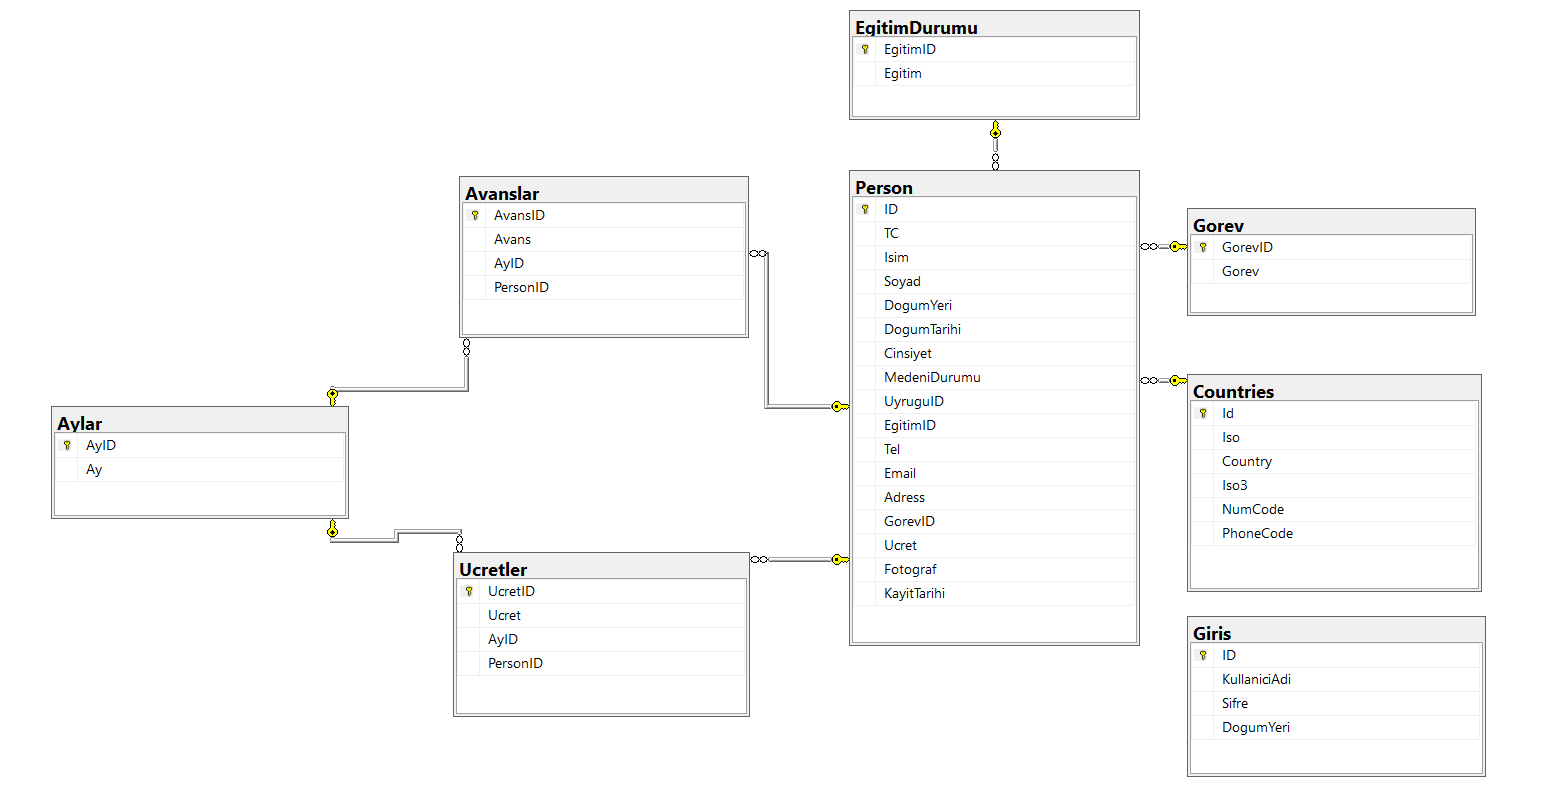 EgitimDurumu
EgitimID
Egitim
Avanslar
AvansID
Avans
AyID
PersonID
Person
ID
TC
Isim
Soyad
DogumYeri
DogumTarihi
Cinsiyet
MedeniDurumu
UyruguID
EgitimID
Tel
Email
Adress
GorevID
Ucret
Fotograf
KayitTarihi
Gorev
GorevID
Gorev
Countries
Id
Iso
Country
Iso3
NumCode
PhoneCode
Aylar
AyID
Ay
Ucretler
UcretID
Ucret
AyID
PersonID
Giris
ID
KullaniciAdi
Sifre
DogumYeri